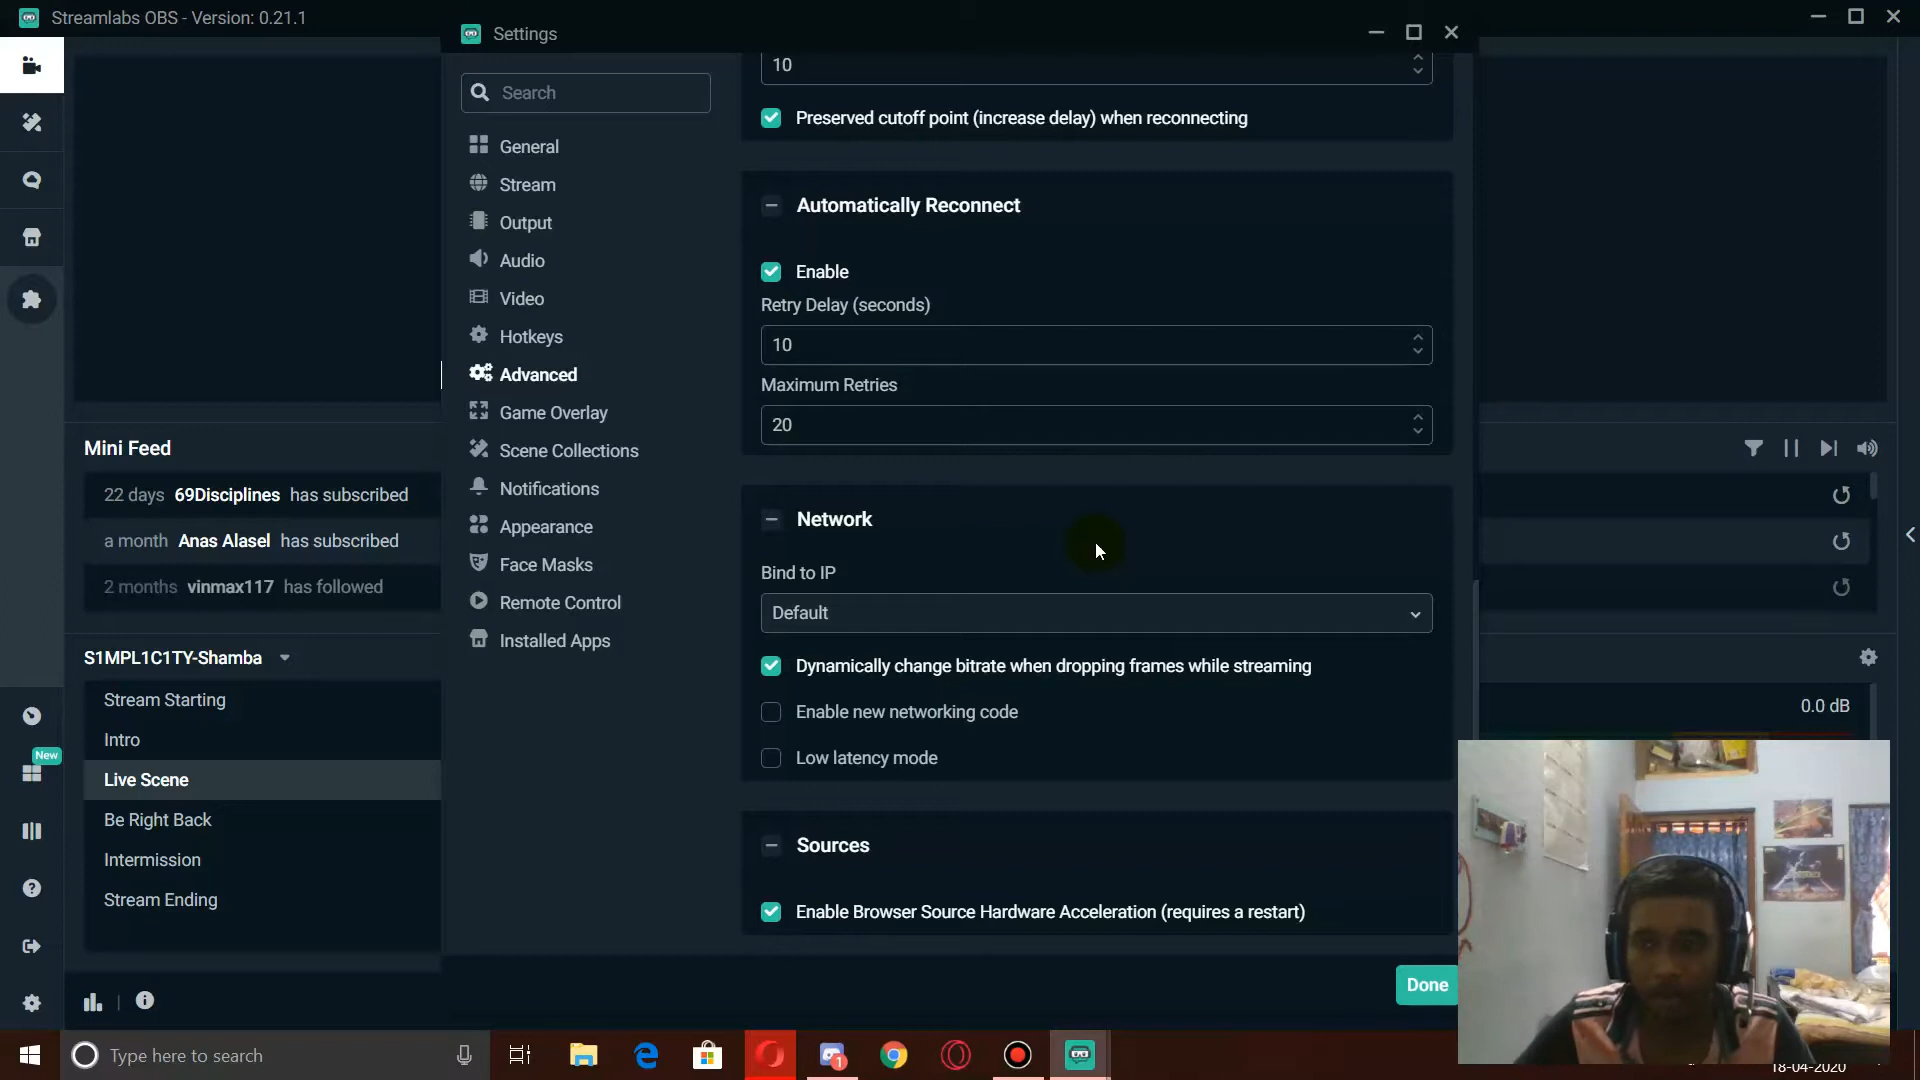 Streamlabs OBS - Version: 0.21.1
Settings
Search
General
Stream
Output
Audio
Video
Hotkeys
Advanced
Game Overlay
Scene Collections
Notifications
Appearance
Face Masks
Remote Control
Installed Apps
10
Preserved cutoff point (increase delay) when reconnecting
Automatically Reconnect
Enable
Retry Delay (seconds)
10
Maximum Retries
20
Network
Bind to IP
Default
Dynamically change bitrate when dropping frames while streaming
Enable new networking code
Low latency mode
Sources
Enable Browser Source Hardware Acceleration (requires a restart)
Done
Mini Feed
22 days 69Disciplines has subscribed
a month Anas Alasel has subscribed
2 months vinmax117 has followed
S1MPL1C1TY-Shamba
Stream Starting
Intro
Live Scene
Be Right Back
Intermission
Stream Ending
New
0.0 dB
Type here to search
1
18-04-2020